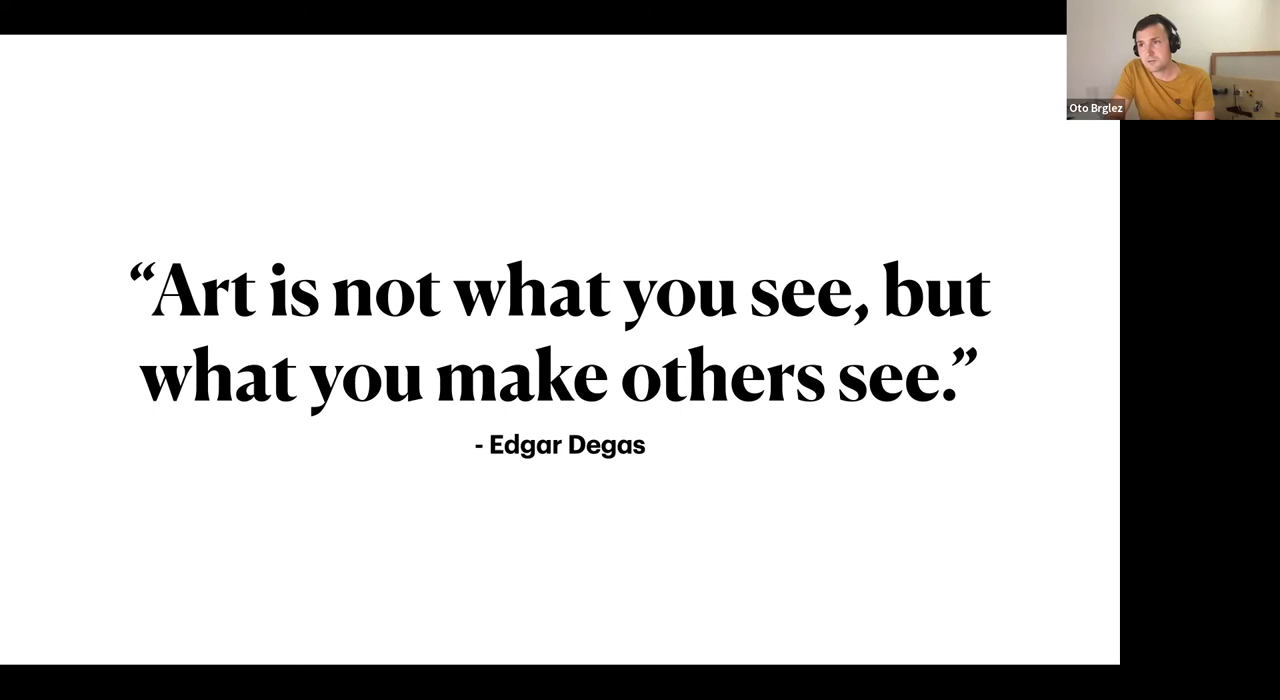 “Art is not what you see, but
what you make others see.”
- Edgar Degas
Oto Brglez